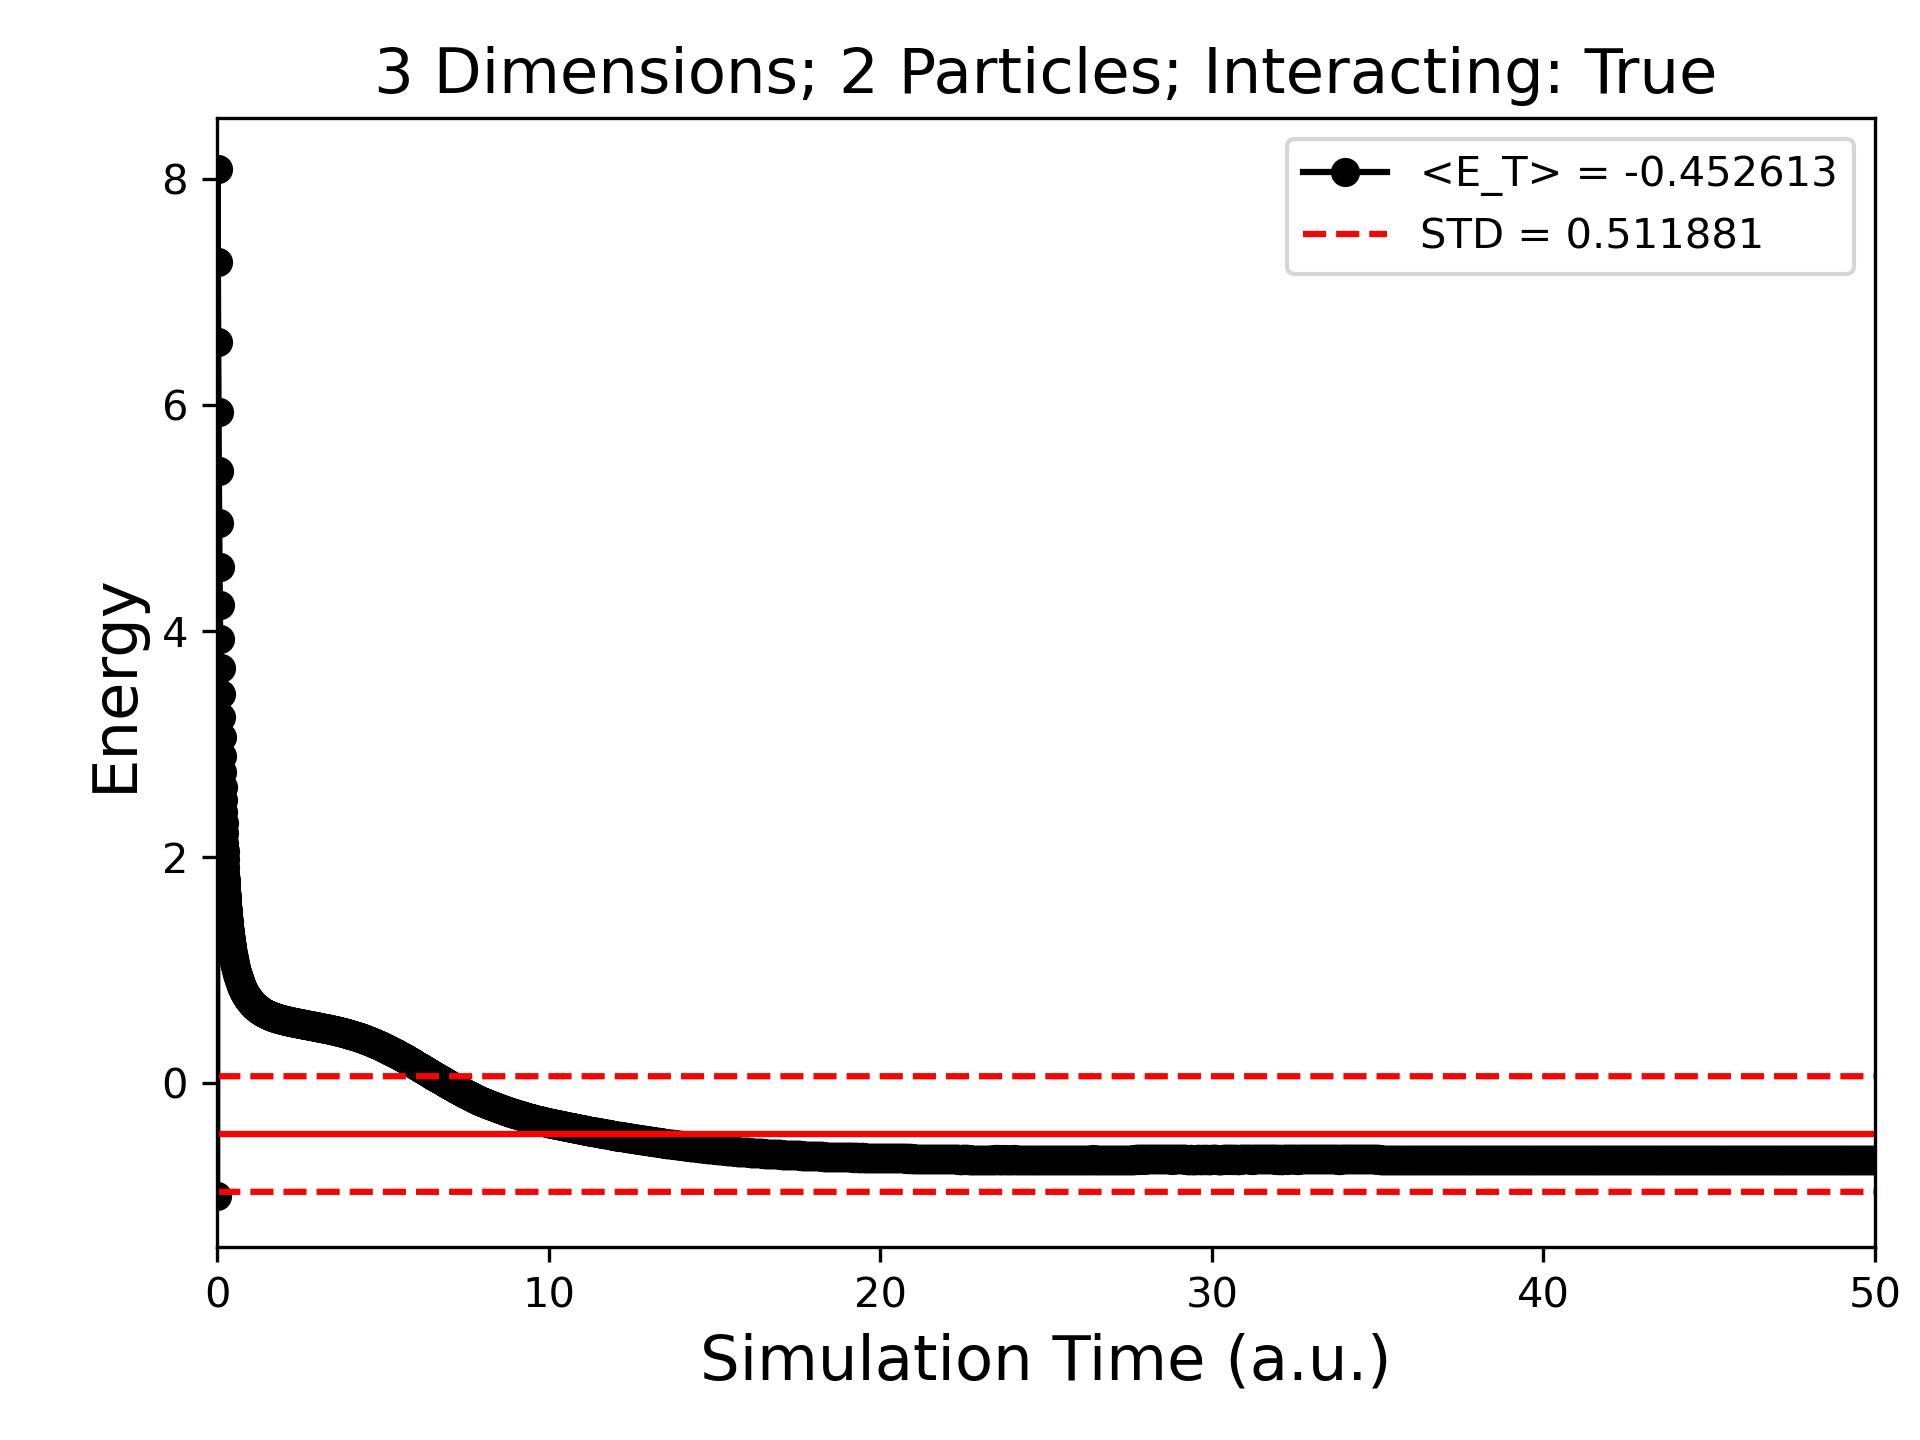 3 Dimensions; 2 Particles; Interacting: True
<E_T> = -0.452613
STD = 0.511881
Energy
8
6
4
2
0
0 10 20 30 40 50
Simulation Time (a.u.)